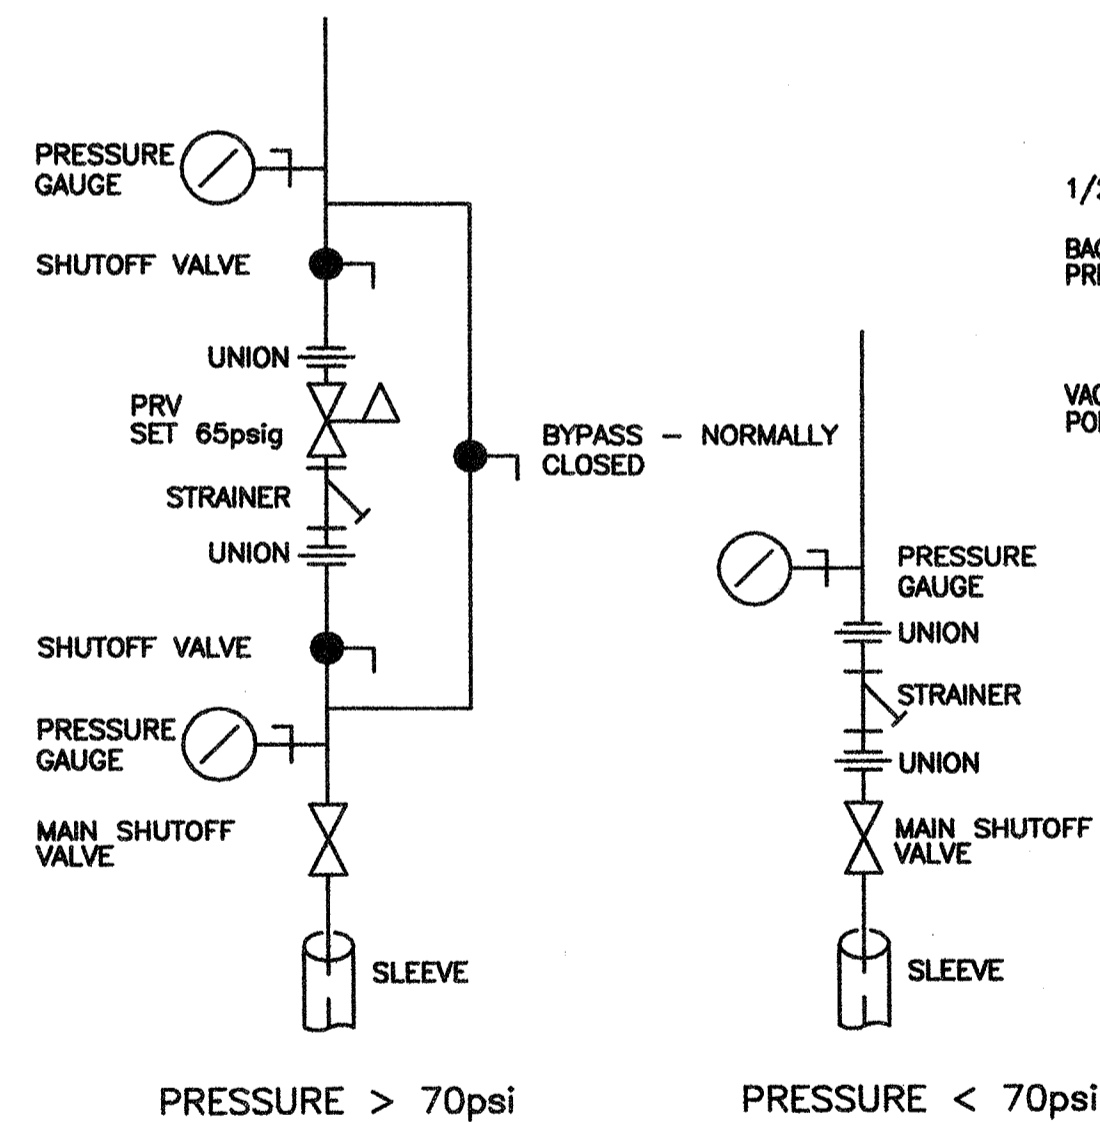 PRESSURE
GAUGE
SHUTOFF VALVE
UNION
PRV
SET 65psig
STRAINER
UNION
SHUTOFF VALVE
PRESSURE
GAUGE
MAIN SHUTOFF
VALVE
SLEEVE
BYPASS – NORMALLY
CLOSED
PRESSURE > 70psi
PRESSURE
GAUGE
UNION
STRAINER
UNION
MAIN SHUTOFF
VALVE
SLEEVE
PRESSURE < 70psi